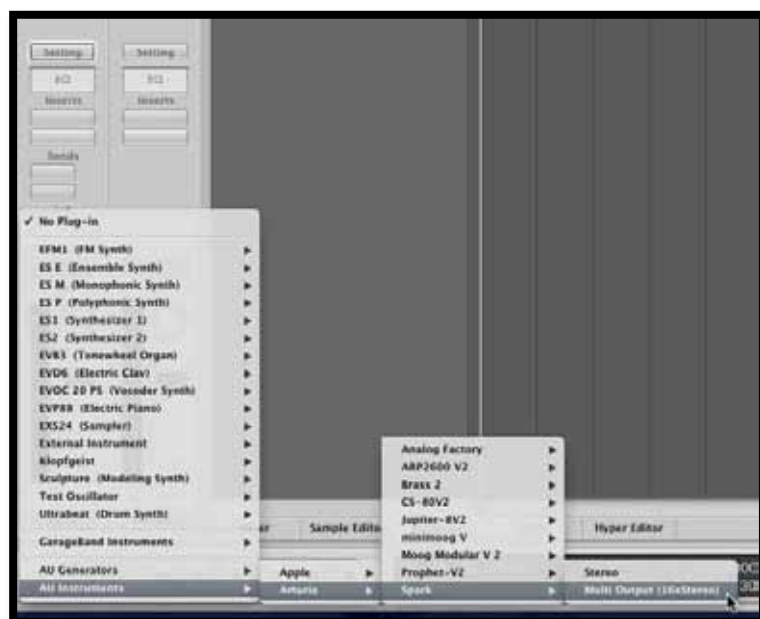 Setting
Setting
EQ
EQ
Inserts
Inserts
Sends
✓ No Plug-in
EFM1 (FM Synth)
ES E (Ensemble Synth)
ES M (Monophonic Synth)
ES P (Polyphonic Synth)
ES1 (Synthesizer 1)
ES2 (Synthesizer 2)
EVB3 (Tonewheel Organ)
EVD6 (Electric Clav)
EVOC 20 PS (Vocoder Synth)
EVP88 (Electric Piano)
EXS24 (Sampler)
External Instrument
Klopfgeist
Sculpture (Modeling Synth)
Test Oscillator
Ultrabeat (Drum Synth)
GarageBand Instruments
AU Generators
AU Instruments
Apple
Arturia
Analog Factory
ARP2600 V2
Brass 2
CS-80V2
Jupiter-8V2
minimoog V
Moog Modular V 2
Prophet-V2
Spark
Stereo
Multi Output (16xStereo)
Sample Edito
Hyper Editor